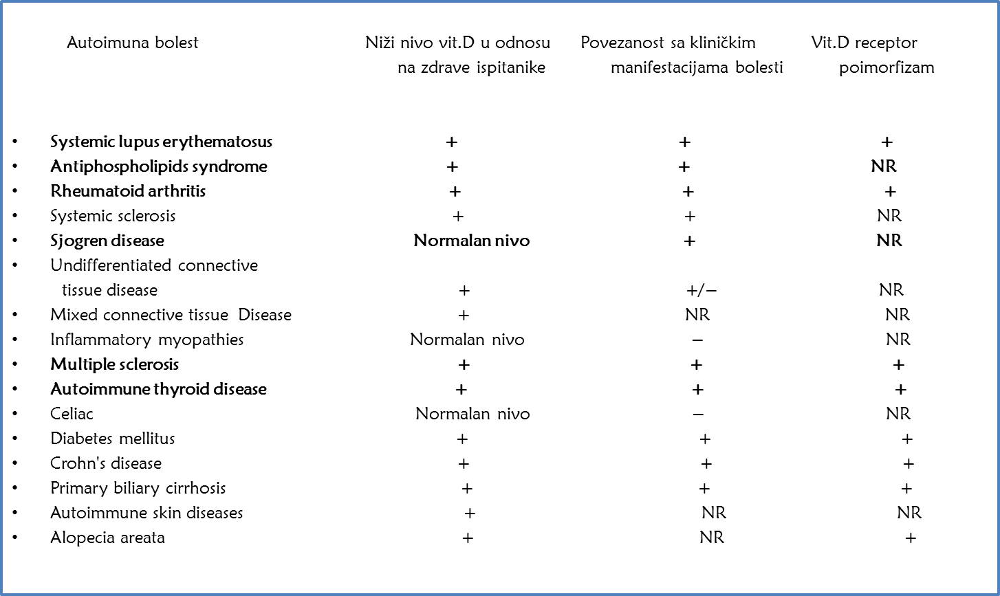 Autoimuna bolest Niži nivo vit.D u odnosu Povezanost sa kliničkim Vit.D receptor
na zdrave ispitanike manifestacijama bolesti poimorfizam
• Systemic lupus erythematosus + + +
• Antiphospholipids syndrome + + NR
• Rheumatoid arthritis + + +
• Systemic sclerosis + + NR
• Sjogren disease Normalan nivo + NR
• Undifferentiated connective
tissue disease + +/− NR
• Mixed connective tissue Disease + NR NR
• Inflammatory myopathies Normalan nivo − NR
• Multiple sclerosis + + +
• Autoimmune thyroid disease + + +
• Celiac Normalan nivo − NR
• Diabetes mellitus + + +
• Crohn's disease + + +
• Primary biliary cirrhosis + + +
• Autoimmune skin diseases + NR NR
• Alopecia areata + NR +